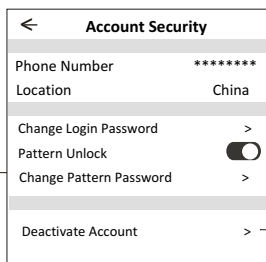 ← Account Security
Phone Number ********
Location China
Change Login Password >
Pattern Unlock
Change Pattern Password >
Deactivate Account >